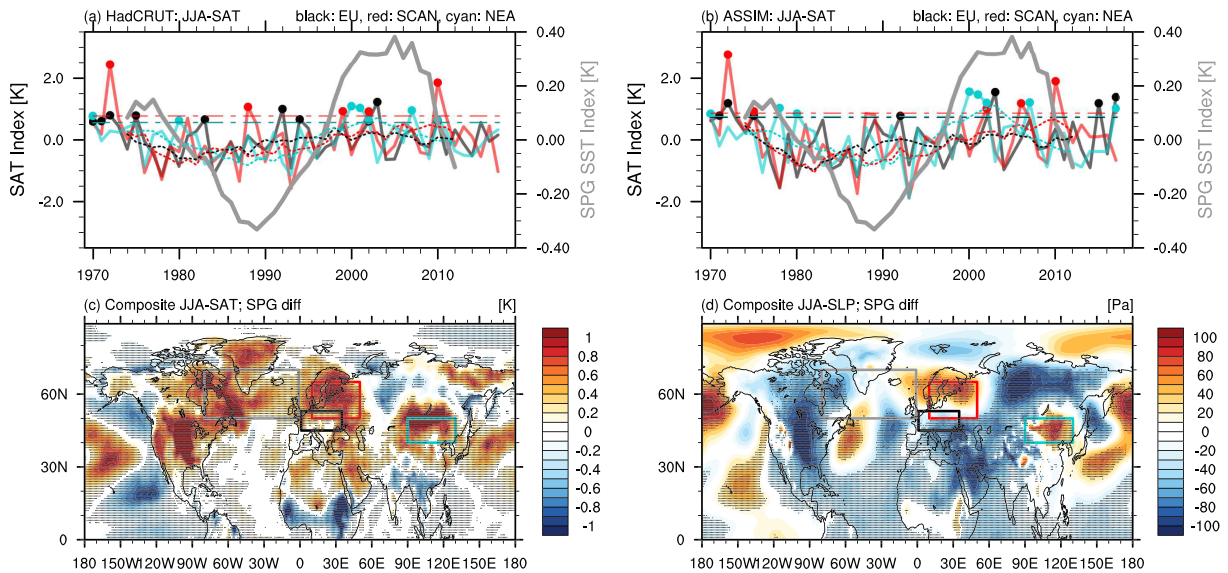 (a) HadCRUT: JJA-SAT black: EU, red: SCAN, cyan: NEA
SAT Index [K]
2.0
0.0
-2.0
0.40
0.20
0.00
-0.20
-0.40
SPG SST Index [K]
1970 1980 1990 2000 2010
(b) ASSIM: JJA-SAT black: EU, red: SCAN, cyan: NEA
SAT Index [K]
2.0
0.0
-2.0
0.40
0.20
0.00
-0.20
-0.40
SPG SST Index [K]
1970 1980 1990 2000 2010
(c) Composite JJA-SAT; SPG diff [K]
60N
30N
0
180 150W 120W 90W 60W 30W 0 30E 60E 90E 120E 150E 180
1
0.8
0.6
0.4
0.2
0
-0.2
-0.4
-0.6
-0.8
-1
(d) Composite JJA-SLP; SPG diff [Pa]
60N
30N
0
180 150W 120W 90W 60W 30W 0 30E 60E 90E 120E 150E 180
100
80
60
40
20
0
-20
-40
-60
-80
-100